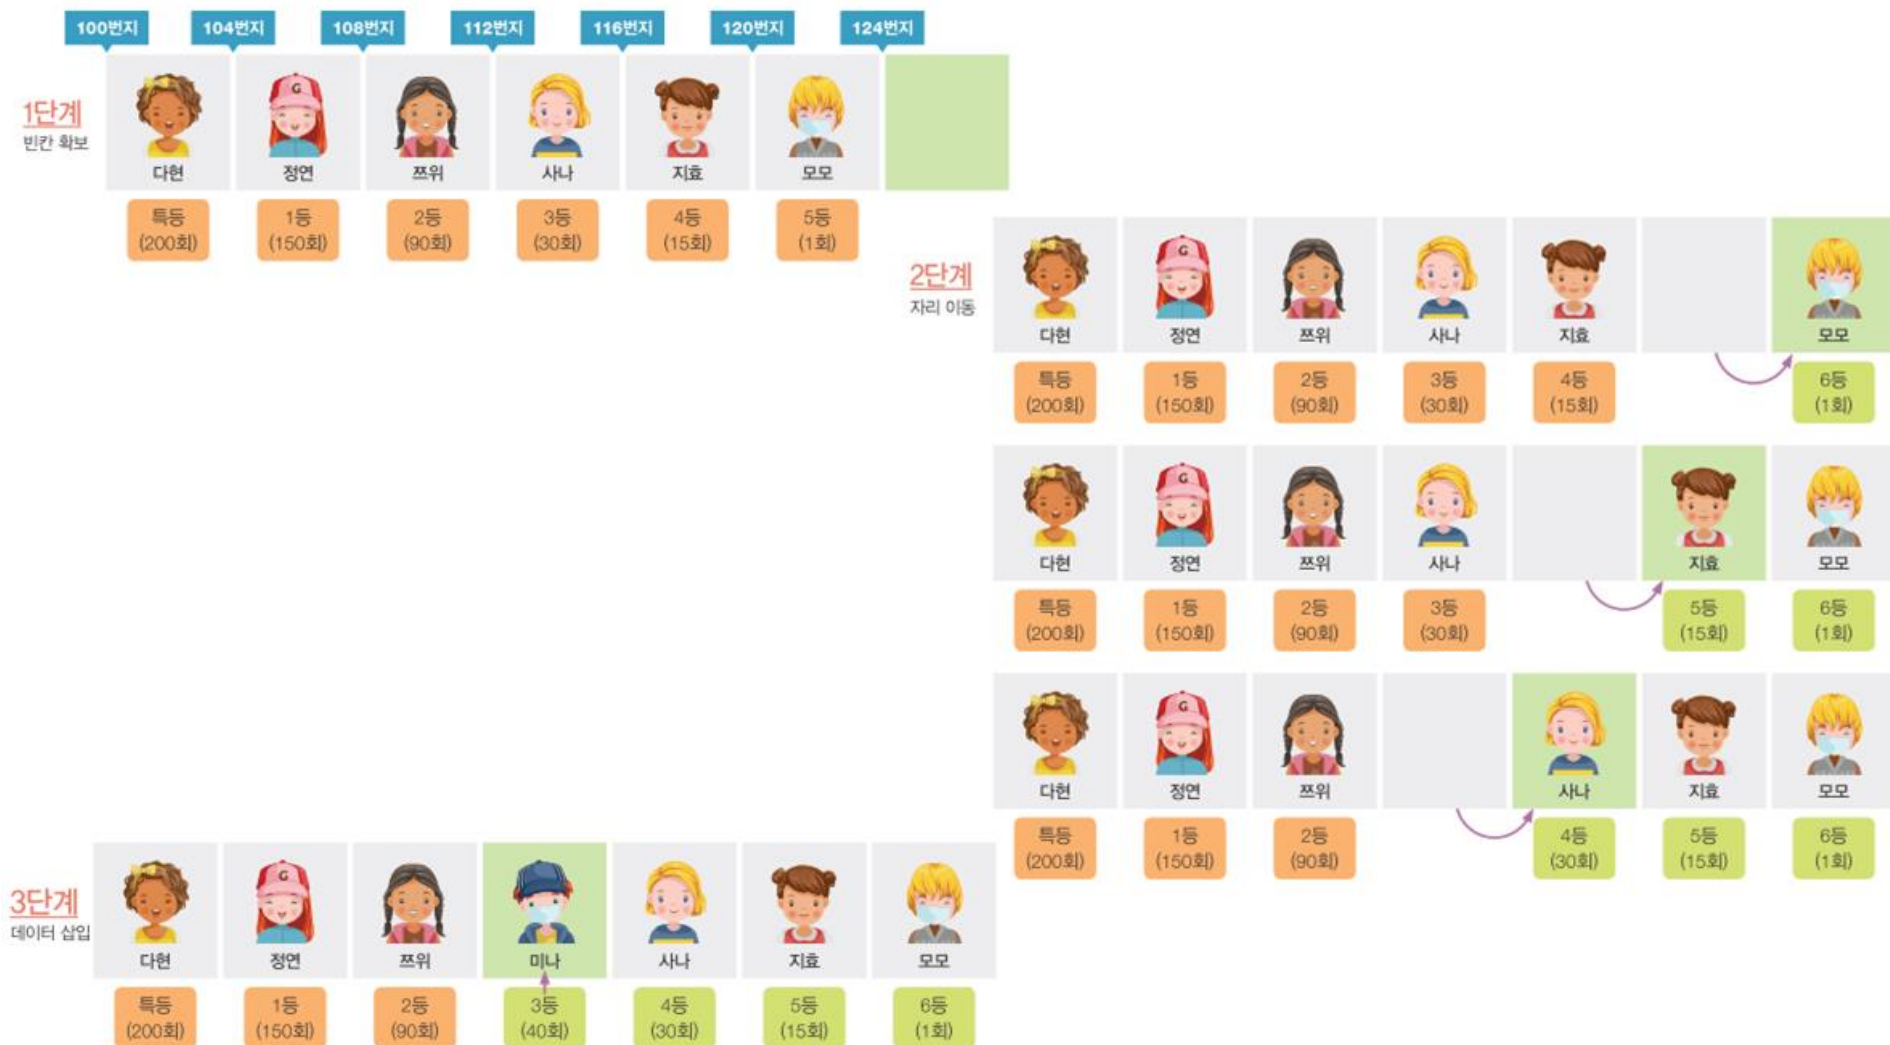 100번지 104번지 108번지 112번지 116번지 120번지 124번지
1단계
빈칸 확보
다현 정연 쯔위 사나 지효 모모
특등 1등 2등 3등 4등 5등
(200회) (150회) (90회) (30회) (15회) (1회)
2단계
자리 이동
다현 정연 쯔위 사나 지효 모모
특등 1등 2등 3등 4등 6등
(200회) (150회) (90회) (30회) (15회) (1회)
다현 정연 쯔위 사나 지효 모모
특등 1등 2등 3등 5등 6등
(200회) (150회) (90회) (30회) (15회) (1회)
다현 정연 쯔위 사나 지효 모모
특등 1등 2등 4등 5등 6등
(200회) (150회) (90회) (30회) (15회) (1회)
3단계
데이터 삽입
다현 정연 쯔위 미나 사나 지효 모모
특등 1등 2등 3등 4등 5등 6등
(200회) (150회) (90회) (40회) (30회) (15회) (1회)